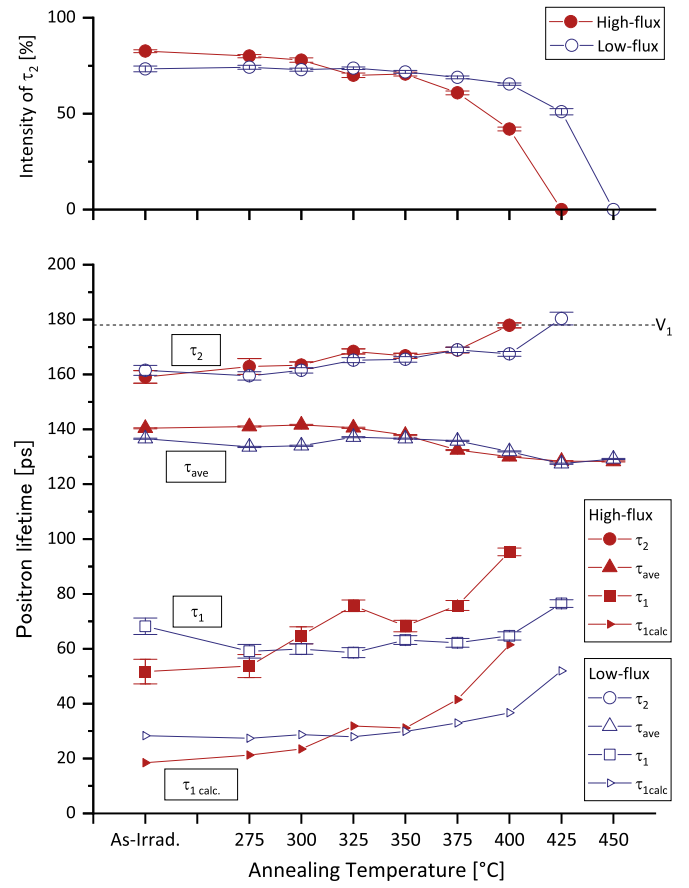 100
50
0
Intensity of τ2 [%]
High-flux
Low-flux
200
180
160
140
120
100
80
60
40
20
0
Positron lifetime [ps]
V1
τ2
τave
τ1
τ1 calc.
High-flux
τ2
τave
τ1
τ1calc
Low-flux
τ2
τave
τ1
τ1calc
As-Irrad. 275 300 325 350 375 400 425 450
Annealing Temperature [°C]